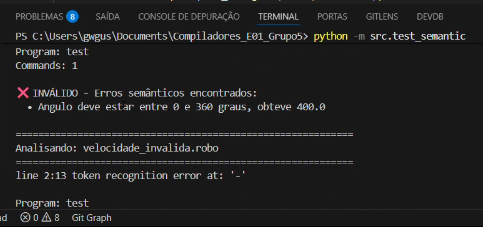 PROBLEMAS 8 SAÍDA CONSOLE DE DEPURAÇÃO TERMINAL PORTAS GITLENS DEVDB
PS C:\Users\gwgus\Documents\Compiladores_E01_Grupo5> python -m src.test_semantic
Program: test
Commands: 1
❌ INVÁLIDO - Erros semânticos encontrados:
• Angulo deve estar entre 0 e 360 graus, obteve 400.0
============================================================
Analisando: velocidade_invalida.robo
============================================================
line 2:13 token recognition error at: '-'
Program: test
ad 0 8 Git Graph